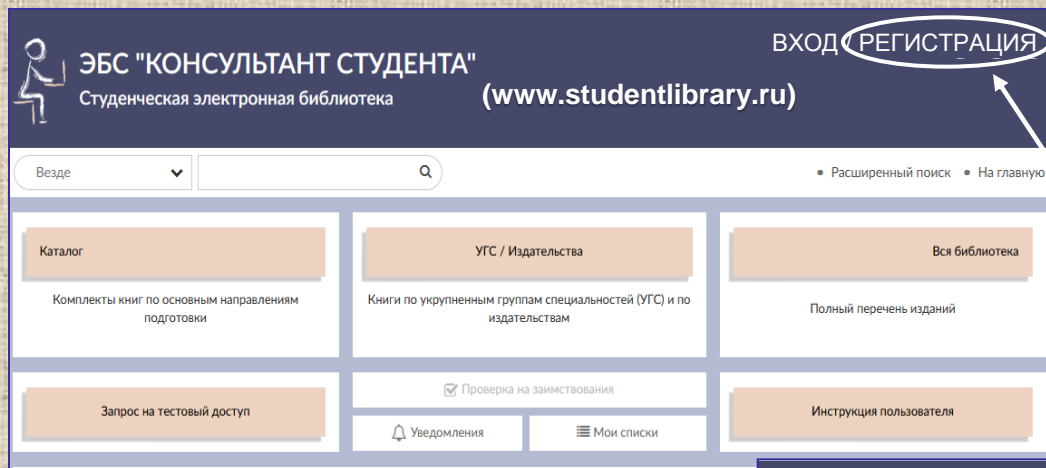 ВХОД / РЕГИСТРАЦИЯ
ЭБС "КОНСУЛЬТАНТ СТУДЕНТА"
Студенческая электронная библиотека
(www.studentlibrary.ru)
Везде
• Расширенный поиск • На главную
Каталог
Комплекты книг по основным направлениям
подготовки
УГС / Издательства
Книги по укрупненным группам специальностей (УГС) и по
издательствам
Вся библиотека
Полный перечень изданий
Запрос на тестовый доступ
Проверка на заимствования
Уведомления
Мои списки
Инструкция пользователя